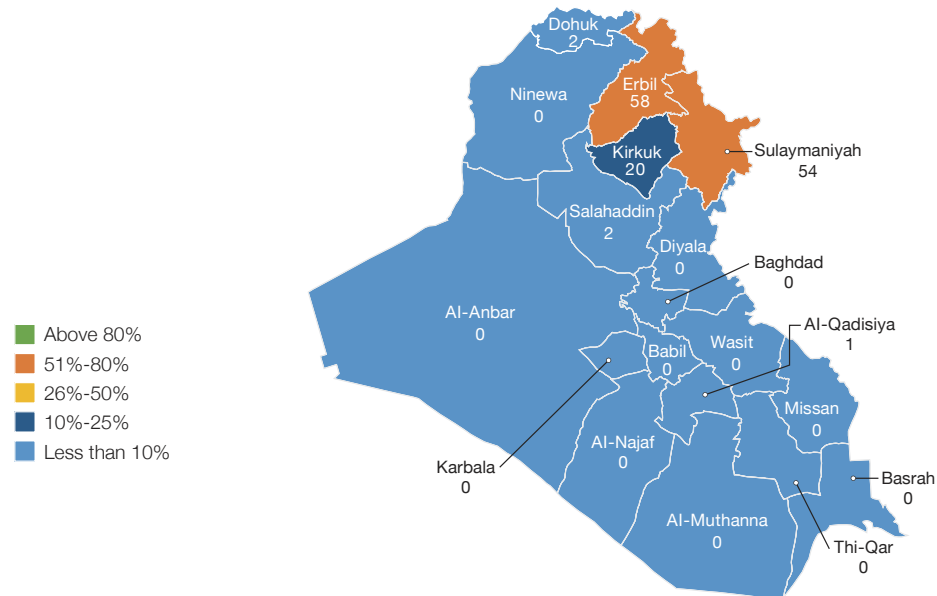 Dohuk
2
Erbil
58
Ninewa
0
Kirkuk
20
Sulaymaniyah
54
Salahaddin
2
Diyala
0
Baghdad
0
Al-Anbar
0
Al-Qadisiya
1
Wasit
0
Babil
0
Missan
0
Al-Najaf
0
Karbala
0
Basrah
0
Al-Muthanna
0
Thi-Qar
0
Above 80%
51%-80%
26%-50%
10%-25%
Less than 10%